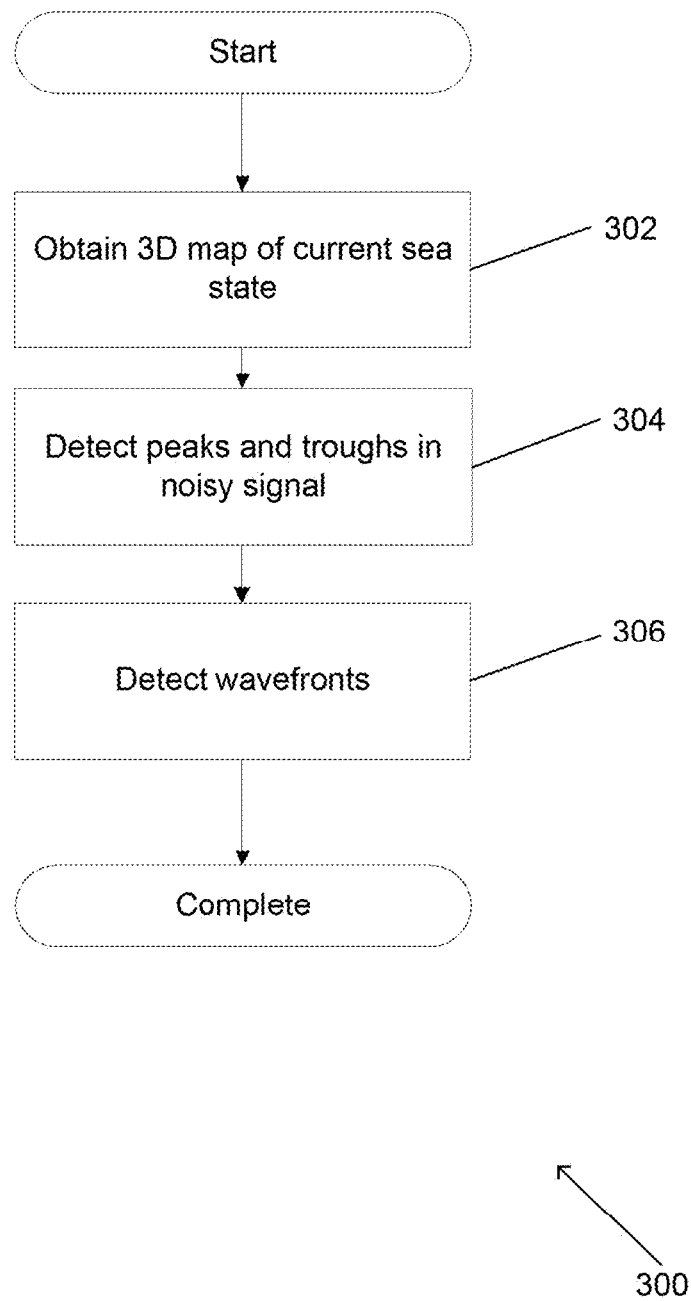 Start
Obtain 3D map of current sea
state
302
Detect peaks and troughs in
noisy signal
304
Detect wavefronts
306
Complete
300